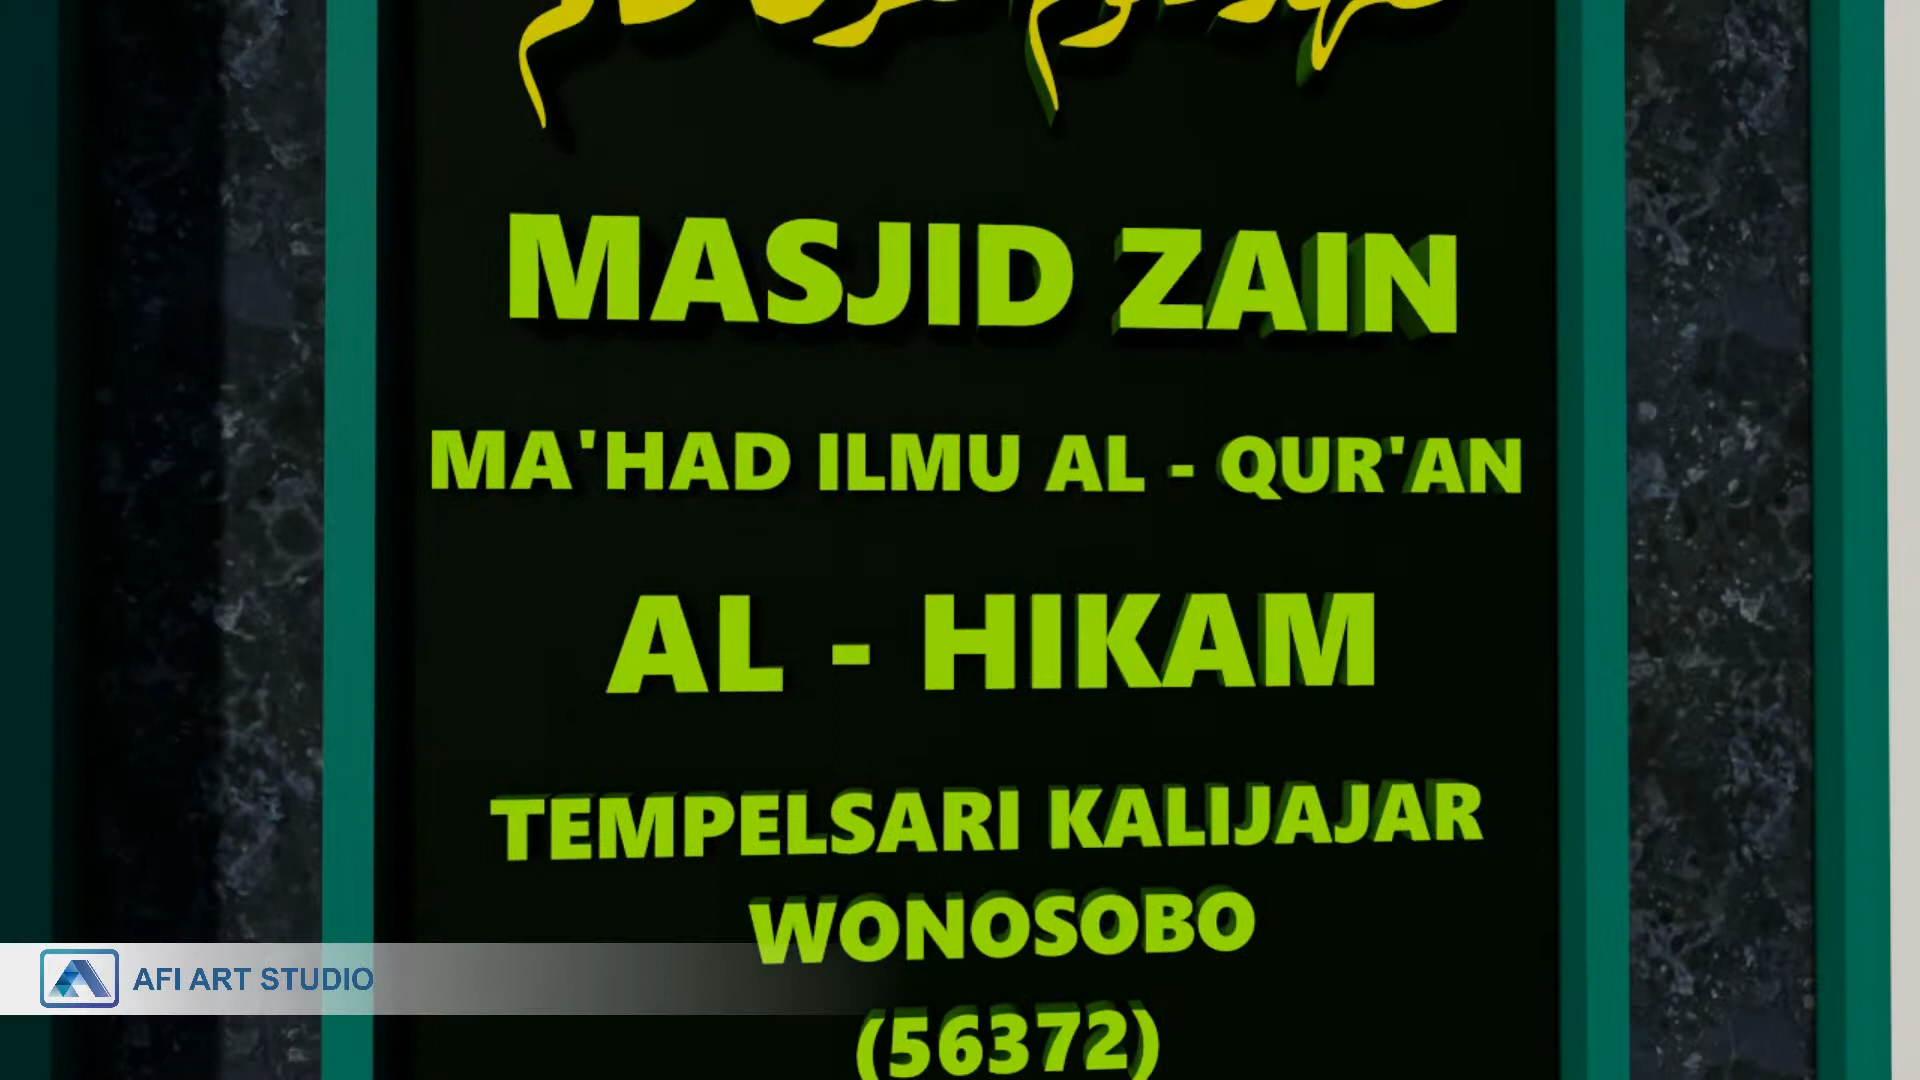 MASJID ZAIN
MA'HAD ILMU AL - QUR'AN
AL - HIKAM
TEMPELSARI KALIJAJAR
WONOSOBO
(56372)
AFI ART STUDIO